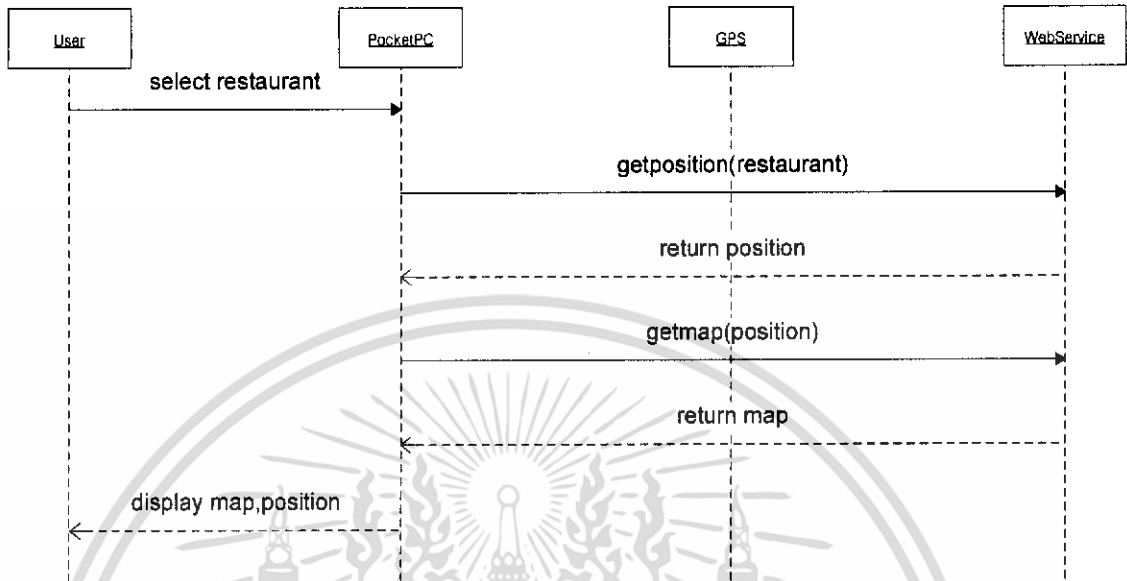 User
PocketPC
GPS
WebService
select restaurant
getposition(restaurant)
return position
getmap(position)
return map
display map,position